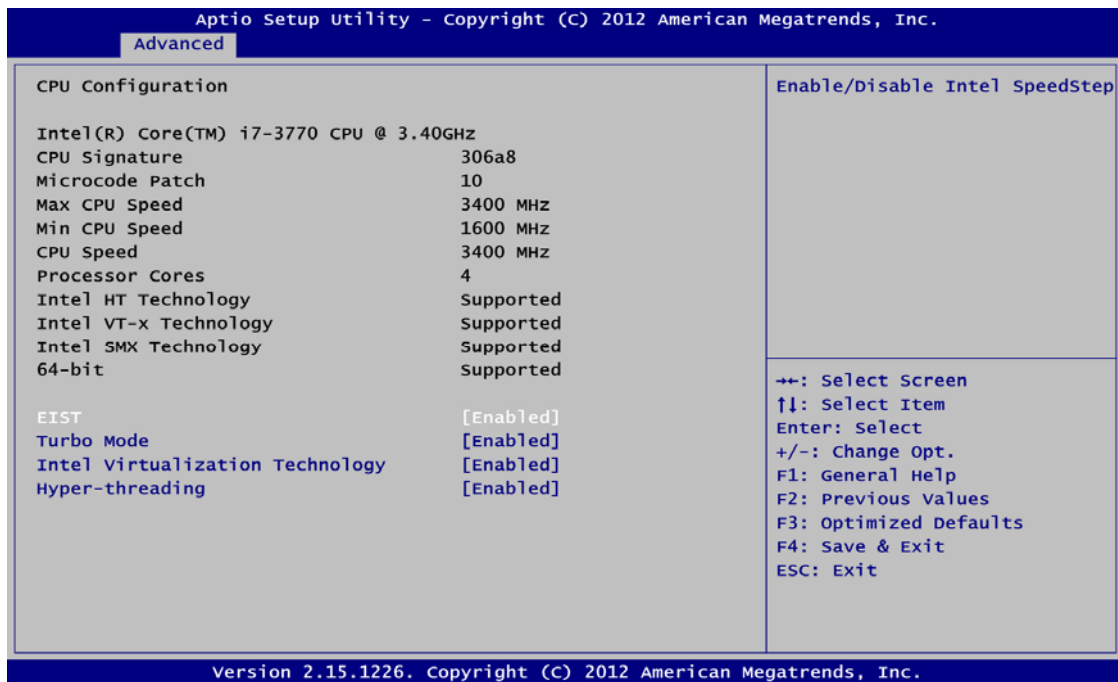 Aptio Setup Utility – Copyright (C) 2012 American Megatrends, Inc.
Advanced
CPU Configuration
Intel(R) Core(TM) i7-3770 CPU @ 3.40GHz
CPU Signature 306a8
Microcode Patch 10
Max CPU Speed 3400 MHz
Min CPU Speed 1600 MHz
CPU Speed 3400 MHz
Processor Cores 4
Intel HT Technology Supported
Intel VT-x Technology Supported
Intel SMX Technology Supported
64-bit Supported
EIST [Enabled]
Turbo Mode [Enabled]
Intel Virtualization Technology [Enabled]
Hyper-threading [Enabled]
Enable/Disable Intel SpeedStep
→←: Select Screen
↑↓: Select Item
Enter: Select
+/-: Change Opt.
F1: General Help
F2: Previous Values
F3: Optimized Defaults
F4: Save & Exit
ESC: Exit
Version 2.15.1226. Copyright (C) 2012 American Megatrends, Inc.